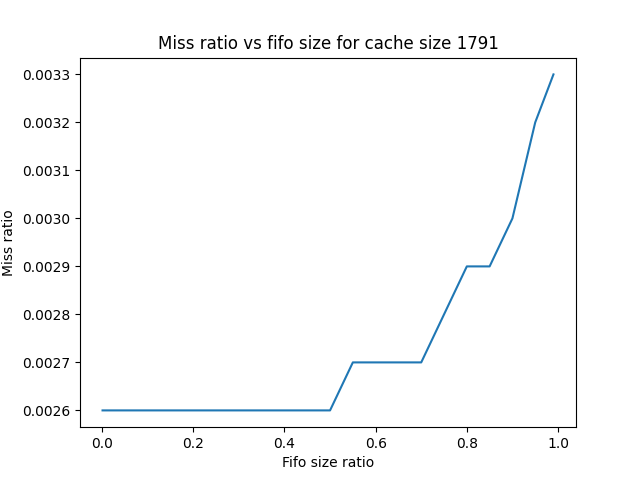 Miss ratio vs fifo size for cache size 1791
0.0033
0.0032
0.0031
0.0030
0.0029
0.0028
0.0027
0.0026
Miss ratio
0.0 0.2 0.4 0.6 0.8 1.0
Fifo size ratio